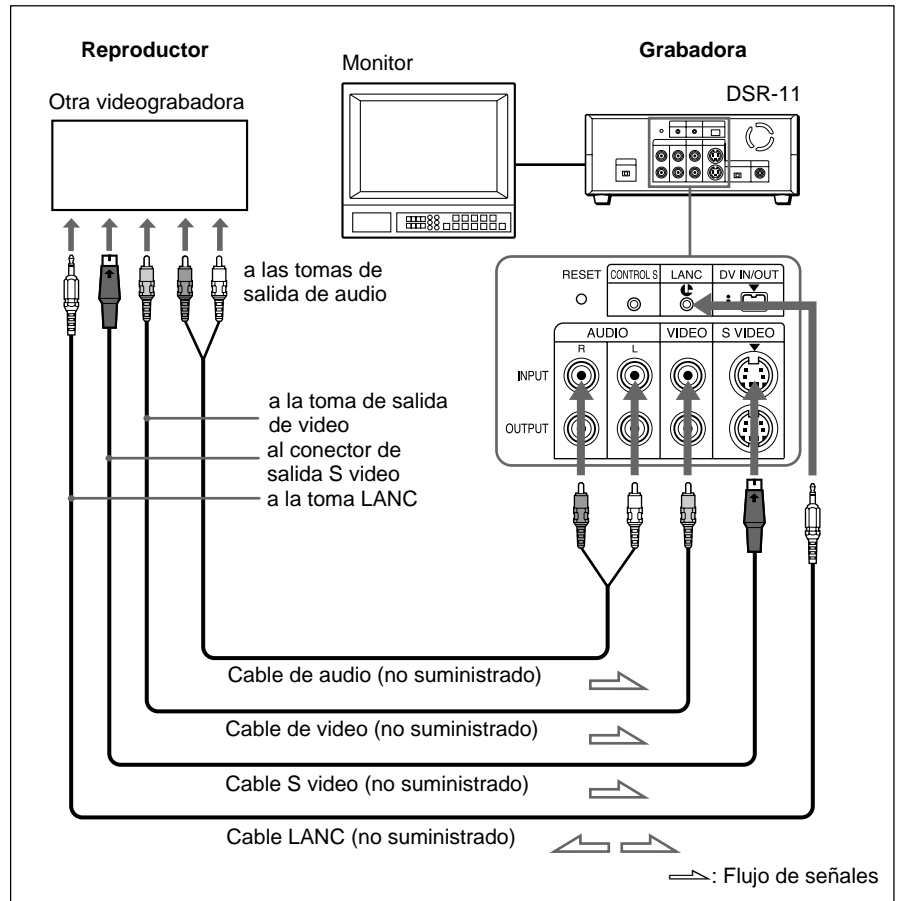 Reproductor
Monitor
Grabadora
Otra videograbadora
DSR-11
a las tomas de
salida de audio
RESET CONTROL S LANC DV IN/OUT
AUDIO VIDEO S VIDEO
R L
INPUT
OUTPUT
a la toma de salida
de video
al conector de
salida S video
a la toma LANC
Cable de audio (no suministrado)
Cable de video (no suministrado)
Cable S video (no suministrado)
Cable LANC (no suministrado)
: Flujo de señales